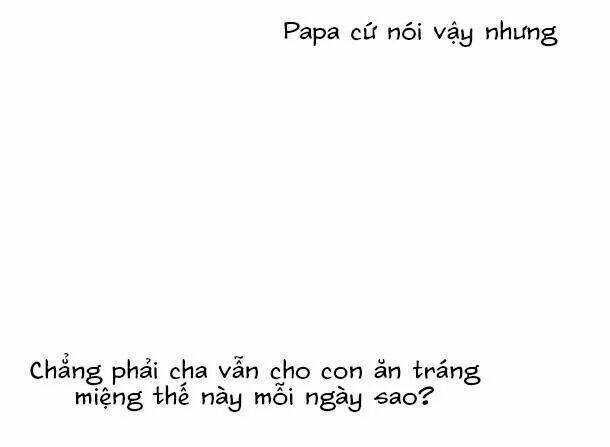 Papa cứ nói vậy nhưng
Chẳng phải cha vẫn cho con ăn tráng
miệng thế này mỗi ngày sao?